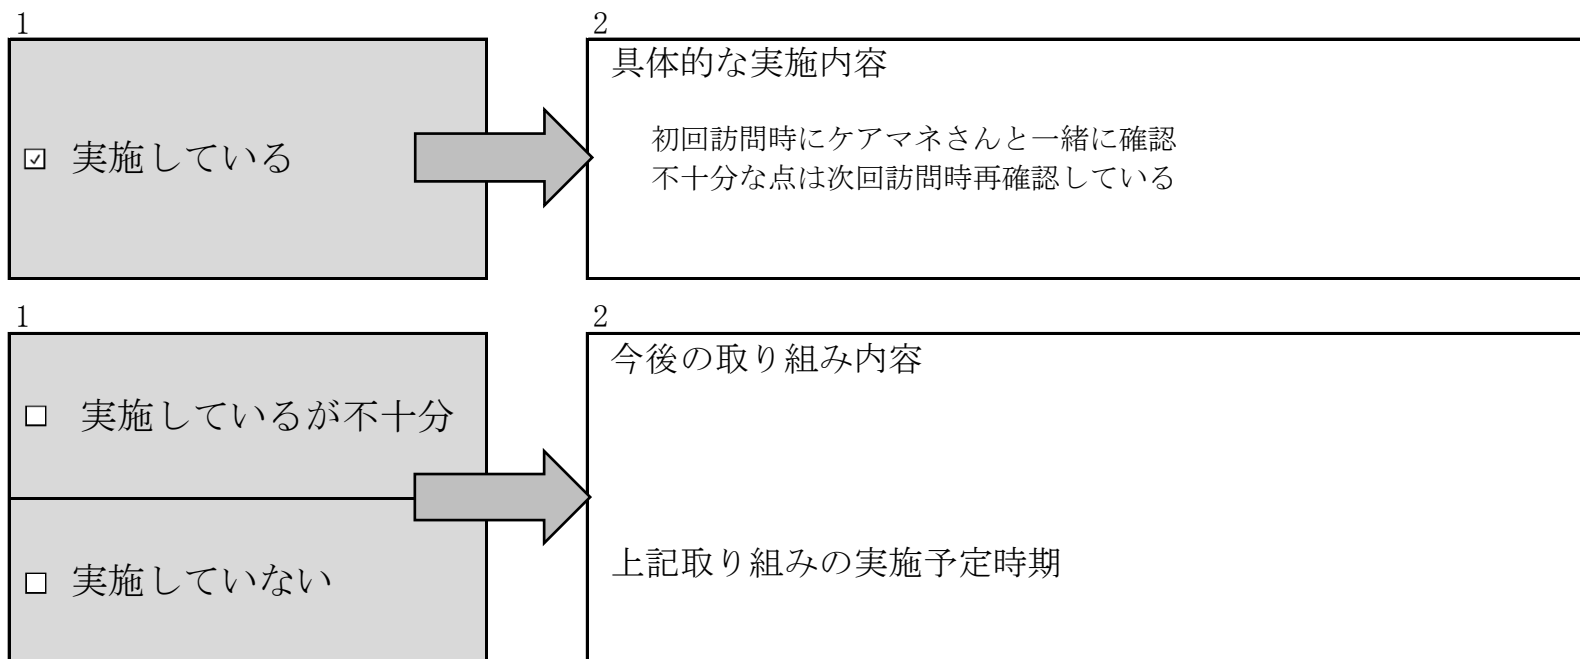 1
2
☑ 実施している
具体的な実施内容
初回訪問時にケアマネさんと一緒に確認
不十分な点は次回訪問時再確認している
1
2
□ 実施しているが不十分
□ 実施していない
今後の取り組み内容
上記取り組みの実施予定時期